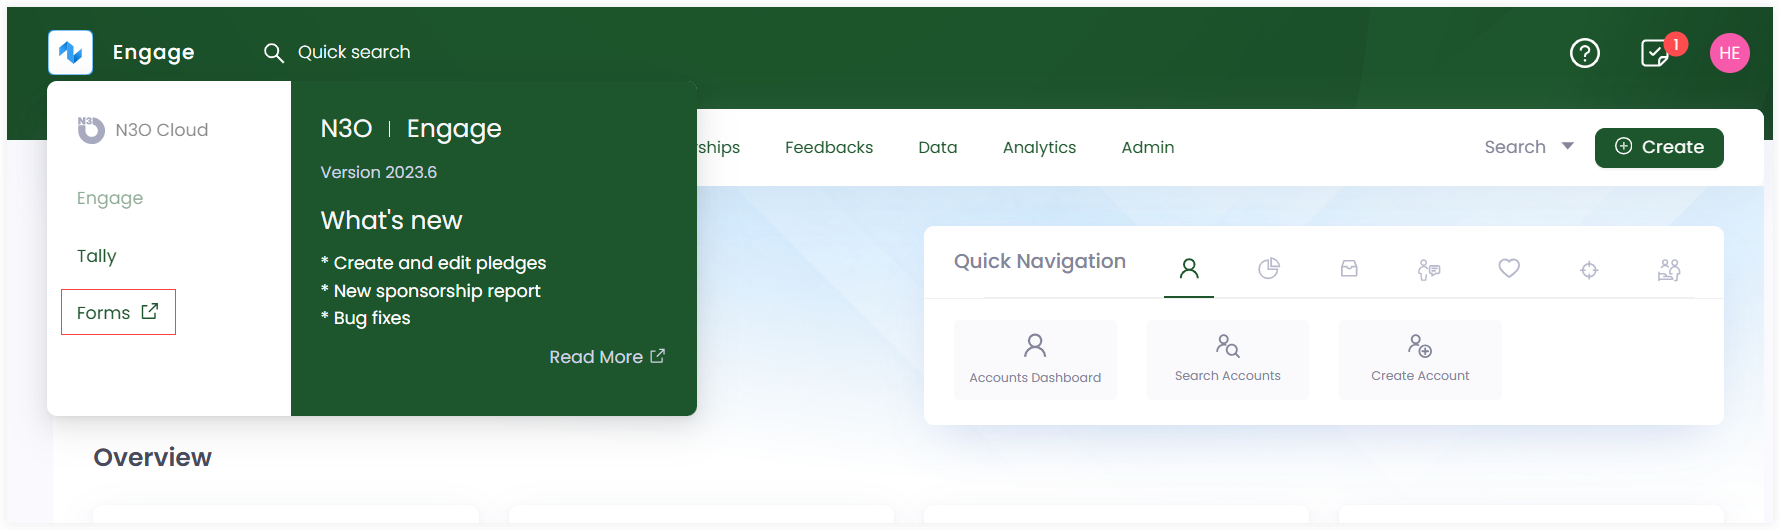 Engage
Quick search
1
HE
N3O Cloud
Engage
Tally
Forms
N3O | Engage
Version 2023.6
What's new
* Create and edit pledges
* New sponsorship report
* Bug fixes
Read More
ships Feedbacks Data Analytics Admin
Search
Create
Quick Navigation
Accounts Dashboard
Search Accounts
Create Account
Overview